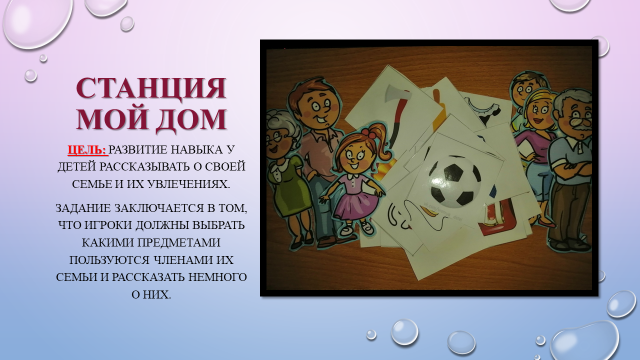 СТАНЦИЯ
МОЙ ДОМ
ЦЕЛЬ: РАЗВИТИЕ НАВЫКА У
ДЕТЕЙ РАССКАЗЫВАТЬ О СВОЕЙ
СЕМЬЕ И ИХ УВЛЕЧЕНИЯХ.
ЗАДАНИЕ ЗАКЛЮЧАЕТСЯ В ТОМ,
ЧТО ИГРОКИ ДОЛЖНЫ ВЫБРАТЬ
КАКИМИ ПРЕДМЕТАМИ
ПОЛЬЗУЮТСЯ ЧЛЕНАМИ ИХ
СЕМЬИ И РАССКАЗАТЬ НЕМНОГО
О НИХ.